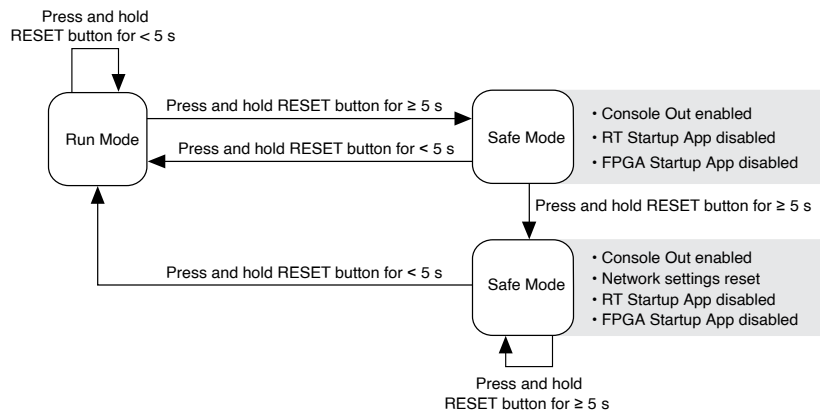 Press and hold
RESET button for < 5 s
Run Mode
Press and hold RESET button for ≥ 5 s
Press and hold RESET button for < 5 s
Safe Mode
• Console Out enabled
• RT Startup App disabled
• FPGA Startup App disabled
Press and hold RESET button for ≥ 5 s
Press and hold RESET button for < 5 s
Safe Mode
• Console Out enabled
• Network settings reset
• RT Startup App disabled
• FPGA Startup App disabled
Press and hold
RESET button for ≥ 5 s